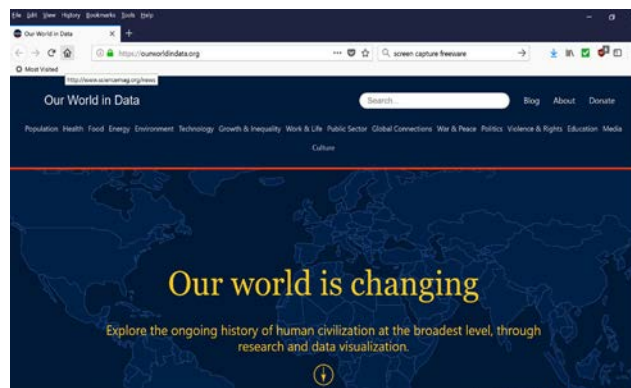 File Edit View History Bookmarks Tools Help
Our World in Data
https://ourworldindata.org
screen capture freeware
Most Visited
http://www.sciencemag.org/news
Our World in Data
Search...
Blog About Donate
Population Health Food Energy Environment Technology Growth & Inequality Work & Life Public Sector Global Connections War & Peace Politics Violence & Rights Education Media
Culture
Our world is changing
Explore the ongoing history of human civilization at the broadest level, through
research and data visualization.